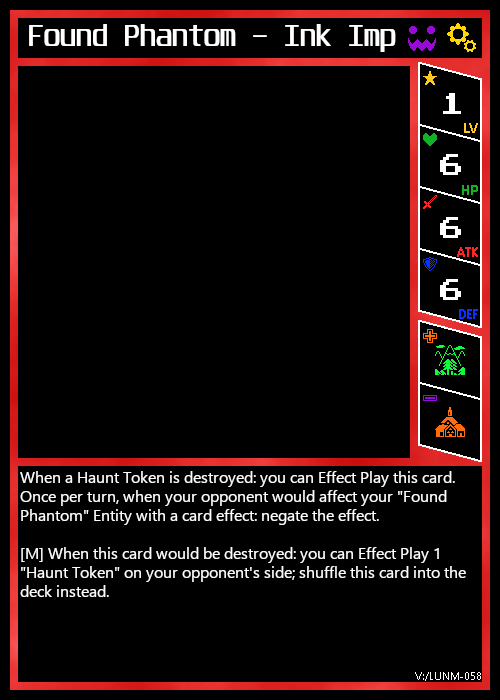 Found Phantom - Ink Imp
1
LV
6
HP
6
ATK
6
DEF
When a Haunt Token is destroyed: you can Effect Play this card.
Once per turn, when your opponent would affect your "Found
Phantom" Entity with a card effect: negate the effect.
[M] When this card would be destroyed: you can Effect Play 1
"Haunt Token" on your opponent's side; shuffle this card into the
deck instead.
V:/LUNM-058